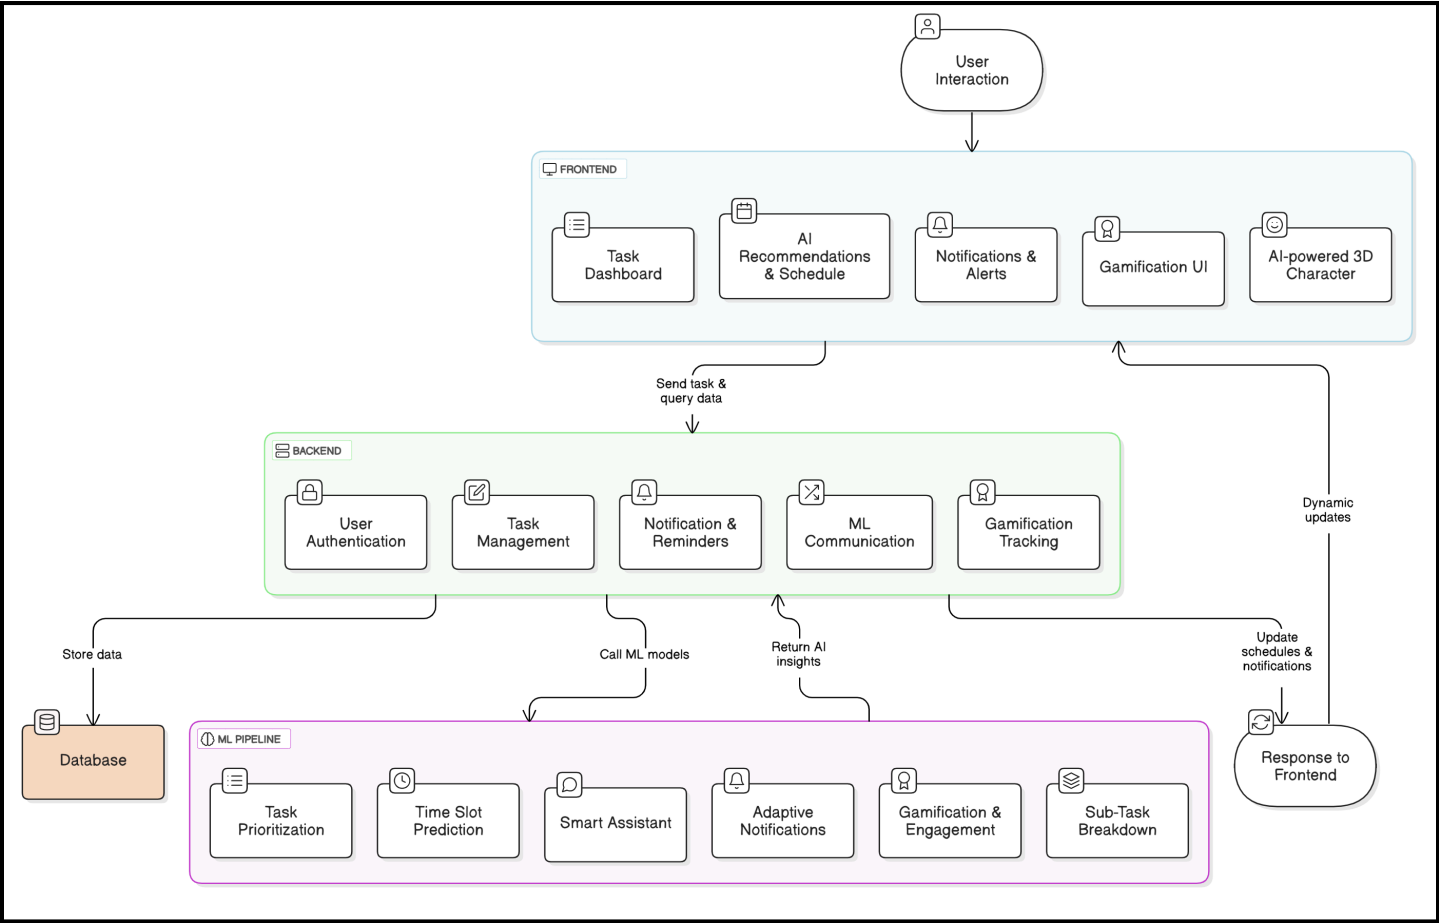 User
Interaction
FRONTEND
Task
Dashboard
AI
Recommendations
& Schedule
Notifications &
Alerts
Gamification UI
AI-powered 3D
Character
Send task &
query data
BACKEND
User
Authentication
Task
Management
Notification &
Reminders
ML
Communication
Gamification
Tracking
Dynamic
updates
Store data
Call ML models
Return AI
insights
Update
schedules &
notifications
Database
ML PIPELINE
Task
Prioritization
Time Slot
Prediction
Smart Assistant
Adaptive
Notifications
Gamification &
Engagement
Sub-Task
Breakdown
Response to
Frontend